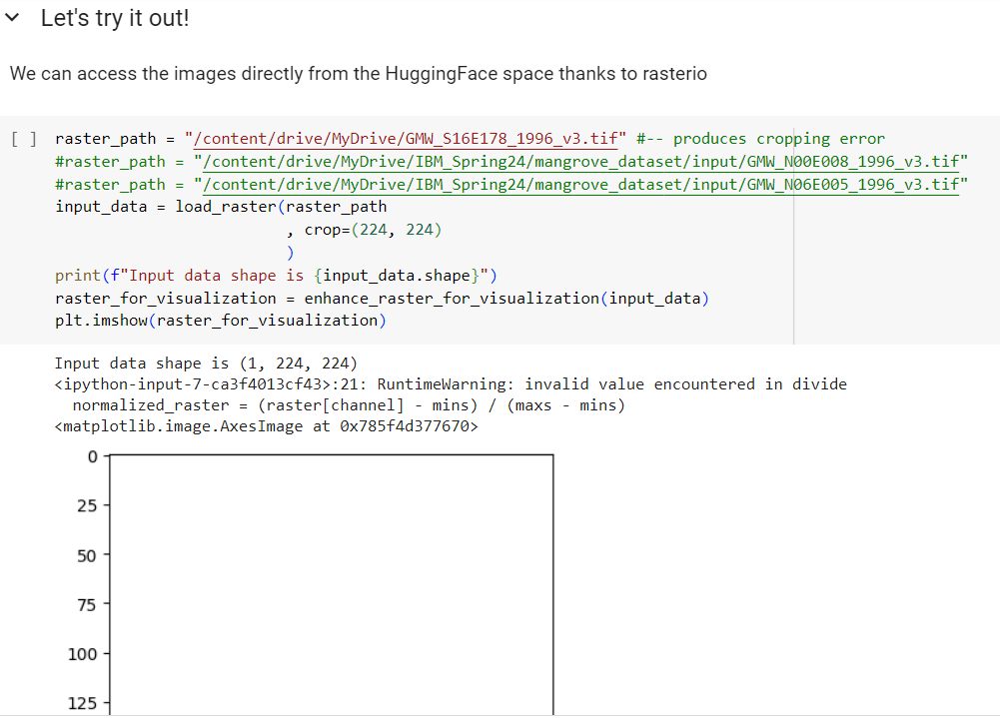 Let's try it out!
We can access the images directly from the HuggingFace space thanks to rasterio
[ ] raster_path = "/content/drive/MyDrive/GMW_S16E178_1996_v3.tif" #-- produces cropping error
#raster_path = "/content/drive/MyDrive/IBM_Spring24/mangrove_dataset/input/GMW_N00E008_1996_v3.tif"
#raster_path = "/content/drive/MyDrive/IBM_Spring24/mangrove_dataset/input/GMW_N06E005_1996_v3.tif"
input_data = load_raster(raster_path
, crop=(224, 224)
)
print(f"Input data shape is {input_data.shape}")
raster_for_visualization = enhance_raster_for_visualization(input_data)
plt.imshow(raster_for_visualization)
Input data shape is (1, 224, 224)
<ipython-input-7-ca3f4013cf43>:21: RuntimeWarning: invalid value encountered in divide
normalized_raster = (raster[channel] - mins) / (maxs - mins)
<matplotlib.image.AxesImage at 0x785f4d377670>
0
25
50
75
100
125